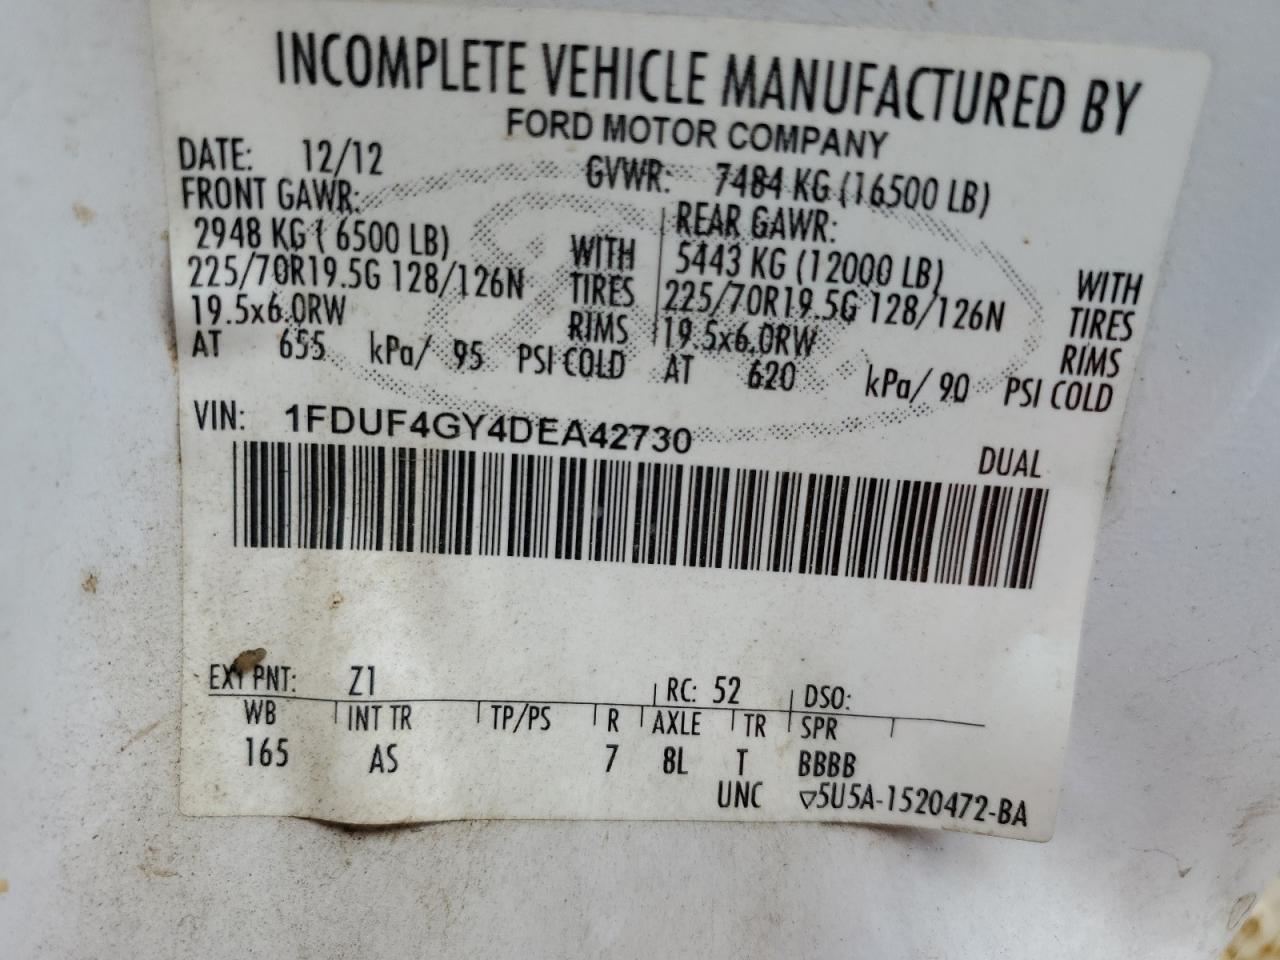 INCOMPLETE VEHICLE MANUFACTURED BY
FORD MOTOR COMPANY
DATE: 12/12 GVWR: 7484 KG (16500 LB)
FRONT GAWR: REAR GAWR:
2948 KG ( 6500 LB) WITH 5443 KG (12000 LB) WITH
225/70R19.5G 128/126N TIRES 225/70R19.5G 128/126N TIRES
19.5x6.0RW RIMS 19.5x6.0RW RIMS
AT 655 kPa/ 95 PSI COLD AT 620 kPa/ 90 PSI COLD
VIN: 1FDUF4GY4DEA42730
DUAL
EXT PNT: Z1 RC: 52 DSO:
WB INT TR TP/PS R AXLE TR SPR
165 AS 7 8L T BBBB
UNC ▽5U5A-1520472-BA